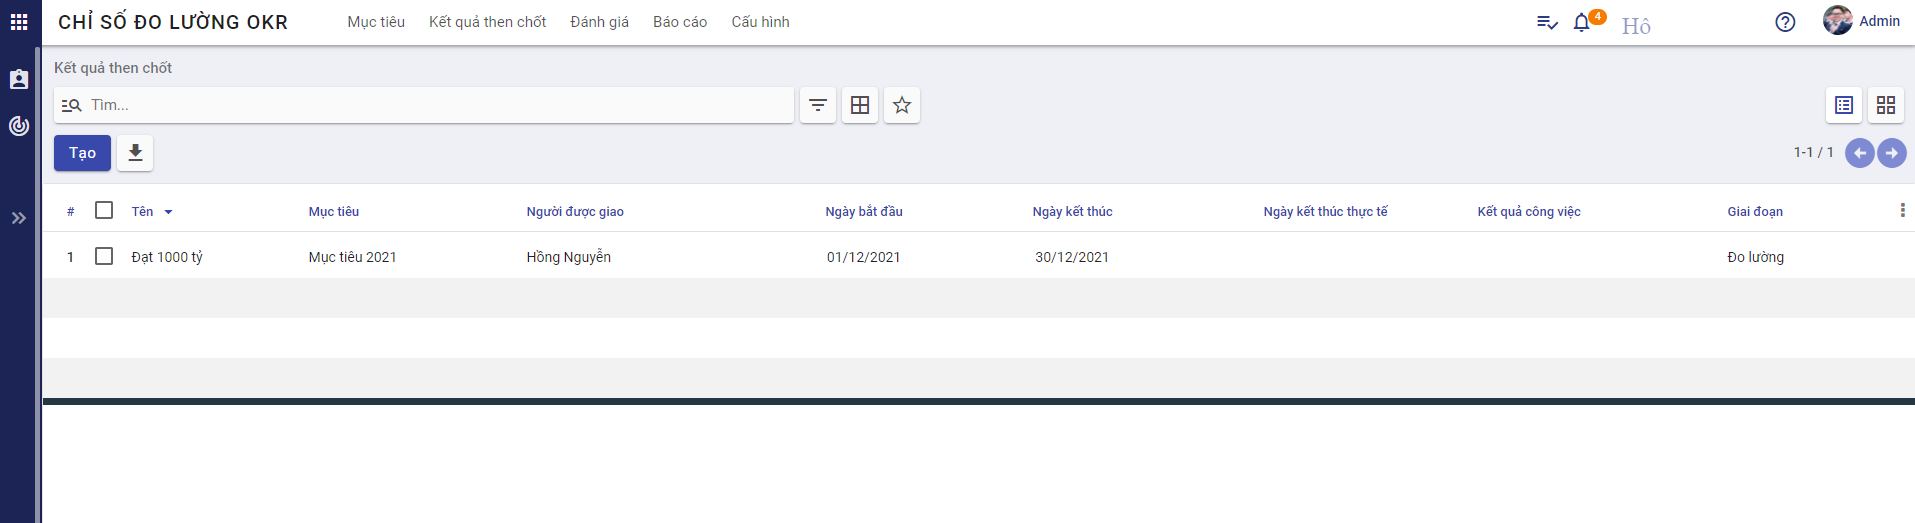 CHỈ SỐ ĐO LƯỜNG OKR Mục tiêu Kết quả then chốt Đánh giá Báo cáo Cấu hình 4 Hô Admin
Kết quả then chốt
Tìm...
Tạo 1-1 / 1
# Tên Mục tiêu Người được giao Ngày bắt đầu Ngày kết thúc Ngày kết thúc thực tế Kết quả công việc Giai đoạn
1 Đạt 1000 tỷ Mục tiêu 2021 Hồng Nguyễn 01/12/2021 30/12/2021 Đo lường